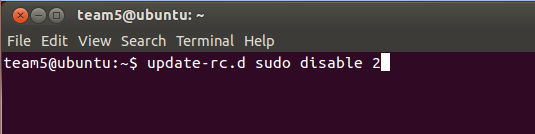 team5@ubuntu: ~
File Edit View Search Terminal Help
team5@ubuntu:~$ update-rc.d sudo disable 2